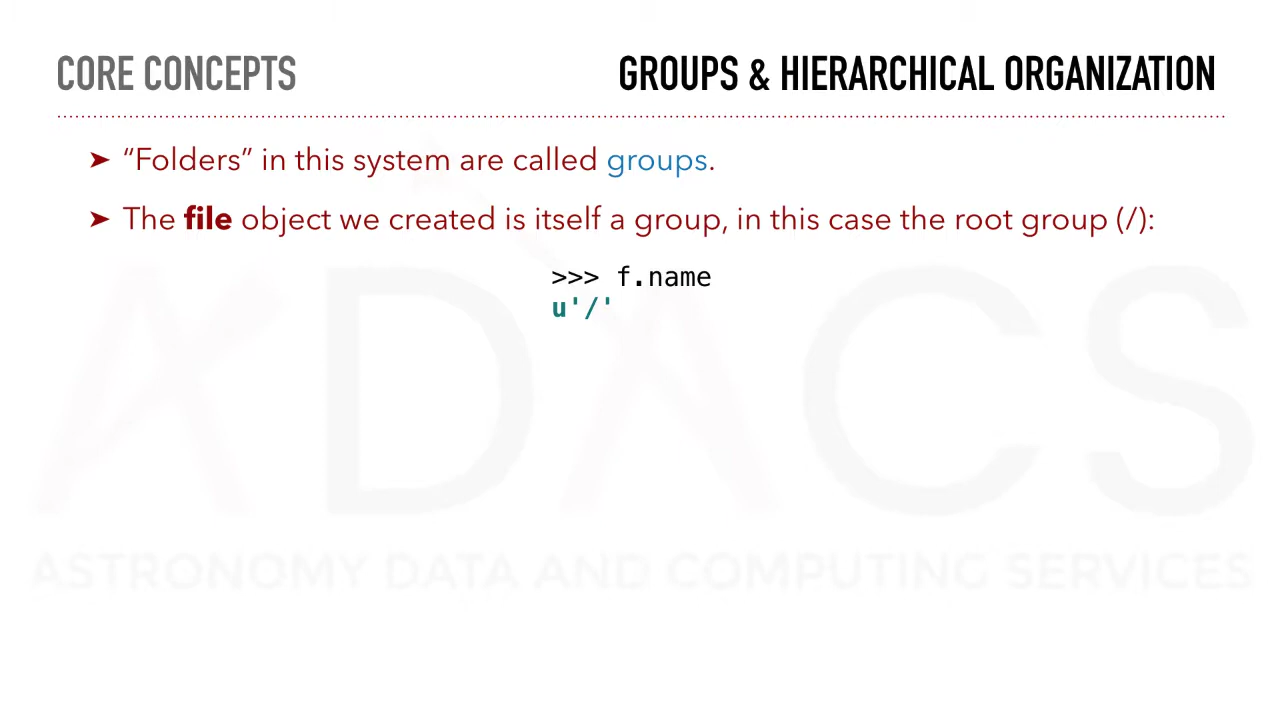 CORE CONCEPTS
GROUPS & HIERARCHICAL ORGANIZATION
➤ “Folders” in this system are called groups.
➤ The file object we created is itself a group, in this case the root group (/):
>>> f.name
u'/'
ADACS
ASTRONOMY DATA AND COMPUTING SERVICES